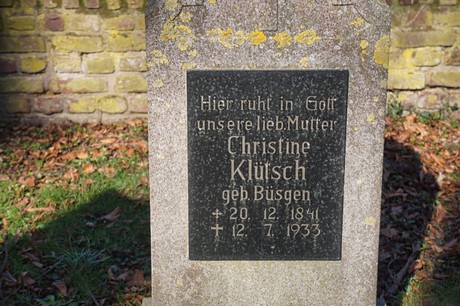 Hier ruht in Gott
unsere lieb. Mutter
Christine
Klütsch
geb. Büsgen
✢ 20. 12. 1841
✝ 12. 7. 1933